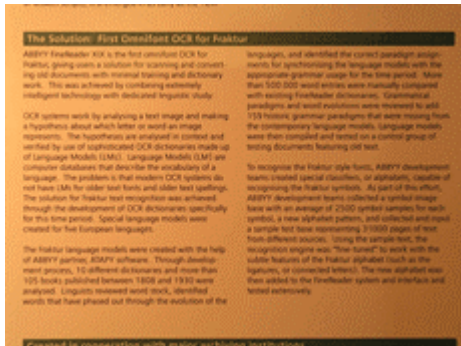 The Solution: First Omnifont OCR for Fraktur
ABBYY FineReader XIX is the first omnifont OCR for
Fraktur, giving users a solution for scanning and convert-
ing old documents with minimal training and dictionary
work. This was achieved by combining extremely
intelligent technology with dedicated linguistic study.
OCR systems work by analysing a text image and making
a hypothesis about which letter or word an image
represents. The hypotheses are analysed in context and
verified by use of sophisticated OCR dictionaries made up
of Language Models (LMs). Language Models (LM) are
computer databases that describe the vocabulary of a
language. The problem is that modern OCR systems do
not have LMs for older text fonts and older text spellings.
The solution for Fraktur text recognition was achieved
through the development of OCR dictionaries specifically
for this time period. Special language models were
created for five European languages.
The Fraktur language models were created with the help
of ABBYY partner, ATAPY software. Through develop-
ment process, 10 different dictionaries and more than
105 books published between 1808 and 1930 were
analysed. Linguists reviewed word stock, identified
words that have phased out through the evolution of the
languages, and identified the correct paradigm assign-
ments for synchronising the language models with the
appropriate grammar usage for the time period. More
than 500 000 word entries were manually compared
with existing FineReader dictionaries. Grammatical
paradigms and word evolutions were reviewed to add
159 historic grammar paradigms that were missing from
the contemporary language models. Language models
were then compiled and tested on a control group of
testing documents featuring old text.
To recognise the Fraktur style fonts, ABBYY development
teams created special classifiers, or alphabets, capable of
recognising the Fraktur symbols. As part of this effort,
ABBYY development teams collected a symbol image
base with an average of 2500 symbol samples for each
symbol, a new alphabet pattern, and collected and input
a sample text base representing 31000 pages of text
from different sources. Using the sample text, the
recognition engine was "fine tuned" to work with the
subtle features of the Fraktur alphabet (such as the
ligatures, or connected letters). The new alphabet was
then added to the FineReader system and interface and
tested extensively.
Created in cooperation with major archiving institutions